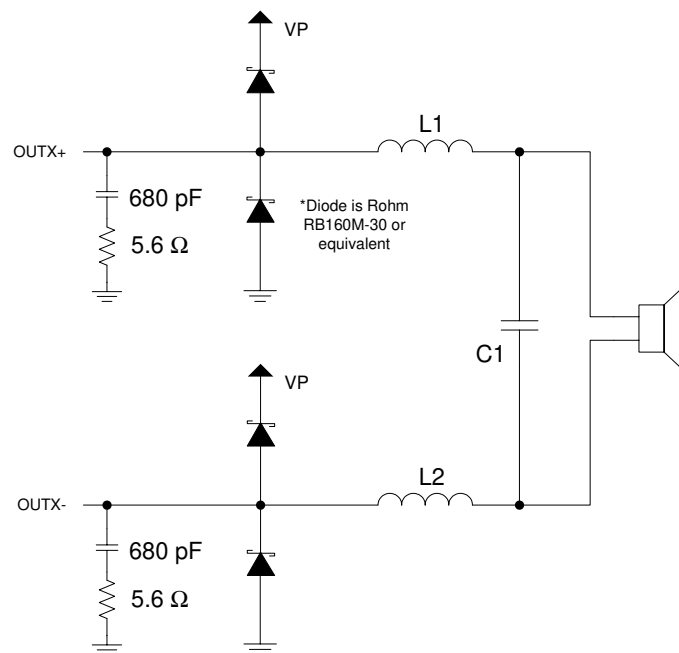 VP
L1
OUTX+
680 pF
*Diode is Rohm
RB160M-30 or
equivalent
5.6 Ω
C1
VP
L2
OUTX-
680 pF
5.6 Ω